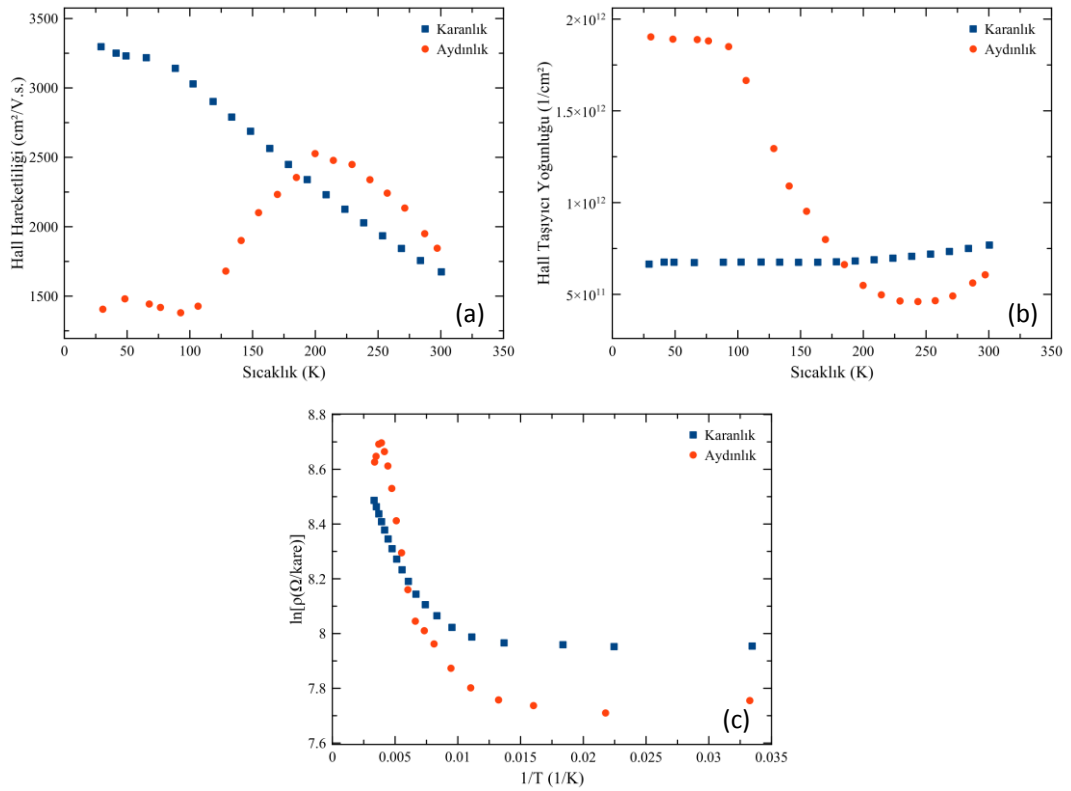 3500
3000
2500
2000
1500
0
50
100
150
200
250
300
350
Hall Hareketliliği (cm²/V.s.)
Sıcaklık (K)
Karanlık
Aydınlık
(a)
2×10¹²
1.5×10¹²
1×10¹²
5×10¹¹
0
50
100
150
200
250
300
350
Hall Taşıyıcı Yoğunluğu (1/cm²)
Sıcaklık (K)
Karanlık
Aydınlık
(b)
8.8
8.6
8.4
8.2
8
7.8
7.6
0
0.005
0.01
0.015
0.02
0.025
0.03
0.035
ln[ρ(Ω/kare)]
1/T (1/K)
Karanlık
Aydınlık
(c)